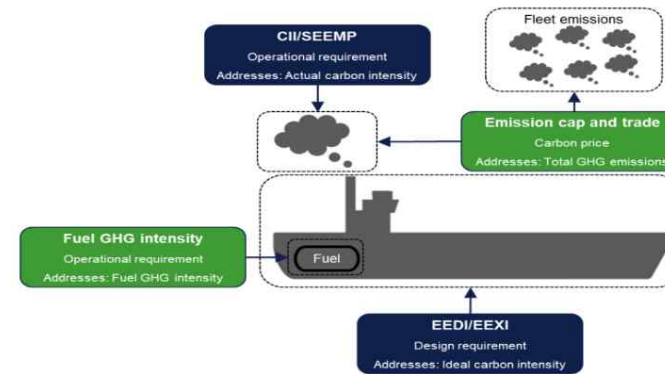 Fleet emissions
CII/SEEMP
Operational requirement
Addresses: Actual carbon intensity
Emission cap and trade
Carbon price
Addresses: Total GHG emissions
Fuel GHG intensity
Operational requirement
Addresses: Fuel GHG intensity
Fuel
EEDI/EEXI
Design requirement
Addresses: Ideal carbon intensity